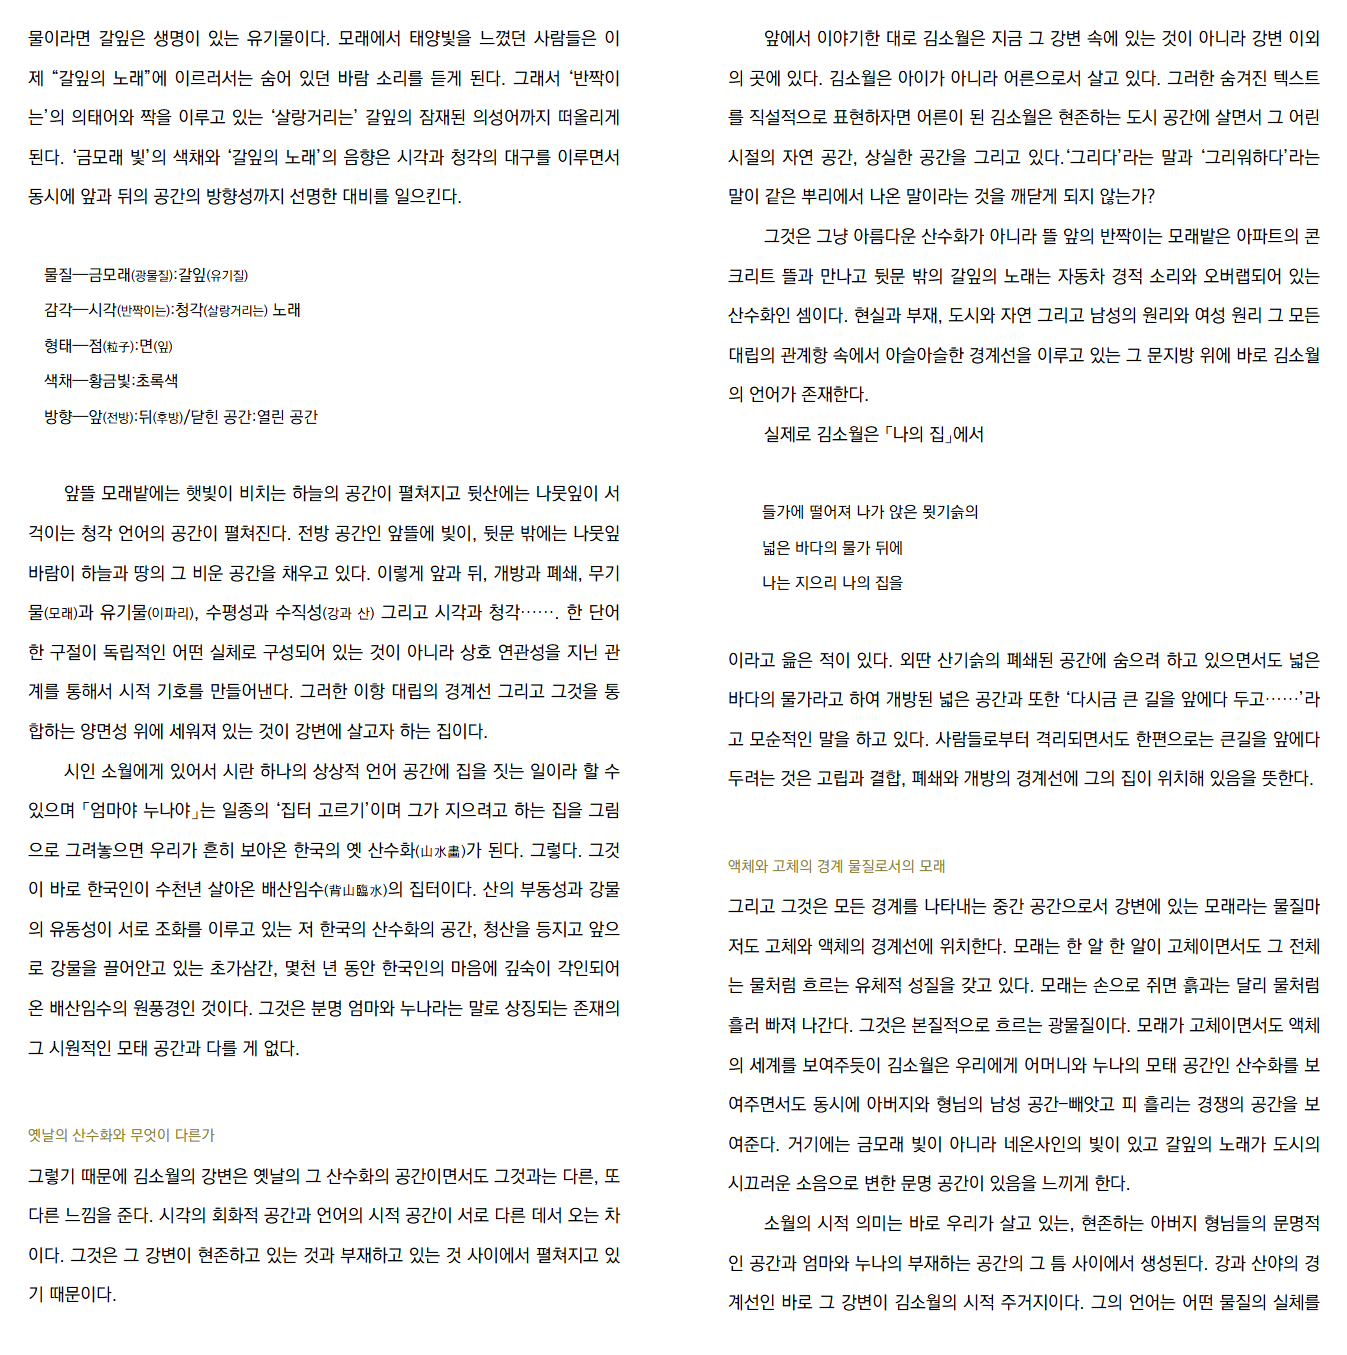 물이라면 갈잎은 생명이 있는 유기물이다. 모래에서 태양빛을 느꼈던 사람들은 이
제 “갈잎의 노래”에 이르러서는 숨어 있던 바람 소리를 듣게 된다. 그래서 ‘반짝이
는’의 의태어와 짝을 이루고 있는 ‘살랑거리는’ 갈잎의 잠재된 의성어까지 떠올리게
된다. ‘금모래 빛’의 색채와 ‘갈잎의 노래’의 음향은 시각과 청각의 대구를 이루면서
동시에 앞과 뒤의 공간의 방향성까지 선명한 대비를 일으킨다.
물질—금모래(광물질):갈잎(유기질)
감각—시각(반짝이는):청각(살랑거리는) 노래
형태—점(粒子):면(잎)
색채—황금빛:초록색
방향—앞(전방):뒤(후방)/닫힌 공간:열린 공간
앞뜰 모래밭에는 햇빛이 비치는 하늘의 공간이 펼쳐지고 뒷산에는 나뭇잎이 서
걱이는 청각 언어의 공간이 펼쳐진다. 전방 공간인 앞뜰에 빛이, 뒷문 밖에는 나뭇잎
바람이 하늘과 땅의 그 비운 공간을 채우고 있다. 이렇게 앞과 뒤, 개방과 폐쇄, 무기
물(모래)과 유기물(이파리), 수평성과 수직성(강과 산) 그리고 시각과 청각……. 한 단어
한 구절이 독립적인 어떤 실체로 구성되어 있는 것이 아니라 상호 연관성을 지닌 관
계를 통해서 시적 기호를 만들어낸다. 그러한 이항 대립의 경계선 그리고 그것을 통
합하는 양면성 위에 세워져 있는 것이 강변에 살고자 하는 집이다.
시인 소월에게 있어서 시란 하나의 상상적 언어 공간에 집을 짓는 일이라 할 수
있으며 「엄마야 누나야」는 일종의 ‘집터 고르기’이며 그가 지으려고 하는 집을 그림
으로 그려놓으면 우리가 흔히 보아온 한국의 옛 산수화(山水畵)가 된다. 그렇다. 그것
이 바로 한국인이 수천년 살아온 배산임수(背山臨水)의 집터이다. 산의 부동성과 강물
의 유동성이 서로 조화를 이루고 있는 저 한국의 산수화의 공간, 청산을 등지고 앞으
로 강물을 끌어안고 있는 초가삼간, 몇천 년 동안 한국인의 마음에 깊숙이 각인되어
온 배산임수의 원풍경인 것이다. 그것은 분명 엄마와 누나라는 말로 상징되는 존재의
그 시원적인 모태 공간과 다를 게 없다.
옛날의 산수화와 무엇이 다른가
그렇기 때문에 김소월의 강변은 옛날의 그 산수화의 공간이면서도 그것과는 다른, 또
다른 느낌을 준다. 시각의 회화적 공간과 언어의 시적 공간이 서로 다른 데서 오는 차
이다. 그것은 그 강변이 현존하고 있는 것과 부재하고 있는 것 사이에서 펼쳐지고 있
기 때문이다.
앞에서 이야기한 대로 김소월은 지금 그 강변 속에 있는 것이 아니라 강변 이외
의 곳에 있다. 김소월은 아이가 아니라 어른으로서 살고 있다. 그러한 숨겨진 텍스트
를 직설적으로 표현하자면 어른이 된 김소월은 현존하는 도시 공간에 살면서 그 어린
시절의 자연 공간, 상실한 공간을 그리고 있다.‘그리다’라는 말과 ‘그리워하다’라는
말이 같은 뿌리에서 나온 말이라는 것을 깨닫게 되지 않는가?
그것은 그냥 아름다운 산수화가 아니라 뜰 앞의 반짝이는 모래밭은 아파트의 콘
크리트 뜰과 만나고 뒷문 밖의 갈잎의 노래는 자동차 경적 소리와 오버랩되어 있는
산수화인 셈이다. 현실과 부재, 도시와 자연 그리고 남성의 원리와 여성 원리 그 모든
대립의 관계항 속에서 아슬아슬한 경계선을 이루고 있는 그 문지방 위에 바로 김소월
의 언어가 존재한다.
실제로 김소월은 「나의 집」에서
들가에 떨어져 나가 앉은 묏기슭의
넓은 바다의 물가 뒤에
나는 지으리 나의 집을
이라고 읊은 적이 있다. 외딴 산기슭의 폐쇄된 공간에 숨으려 하고 있으면서도 넓은
바다의 물가라고 하여 개방된 넓은 공간과 또한 ‘다시금 큰 길을 앞에다 두고……’라
고 모순적인 말을 하고 있다. 사람들로부터 격리되면서도 한편으로는 큰길을 앞에다
두려는 것은 고립과 결합, 폐쇄와 개방의 경계선에 그의 집이 위치해 있음을 뜻한다.
액체와 고체의 경계 물질로서의 모래
그리고 그것은 모든 경계를 나타내는 중간 공간으로서 강변에 있는 모래라는 물질마
저도 고체와 액체의 경계선에 위치한다. 모래는 한 알 한 알이 고체이면서도 그 전체
는 물처럼 흐르는 유체적 성질을 갖고 있다. 모래는 손으로 쥐면 흙과는 달리 물처럼
흘러 빠져 나간다. 그것은 본질적으로 흐르는 광물질이다. 모래가 고체이면서도 액체
의 세계를 보여주듯이 김소월은 우리에게 어머니와 누나의 모태 공간인 산수화를 보
여주면서도 동시에 아버지와 형님의 남성 공간–빼앗고 피 흘리는 경쟁의 공간을 보
여준다. 거기에는 금모래 빛이 아니라 네온사인의 빛이 있고 갈잎의 노래가 도시의
시끄러운 소음으로 변한 문명 공간이 있음을 느끼게 한다.
소월의 시적 의미는 바로 우리가 살고 있는, 현존하는 아버지 형님들의 문명적
인 공간과 엄마와 누나의 부재하는 공간의 그 틈 사이에서 생성된다. 강과 산야의 경
계선인 바로 그 강변이 김소월의 시적 주거지이다. 그의 언어는 어떤 물질의 실체를